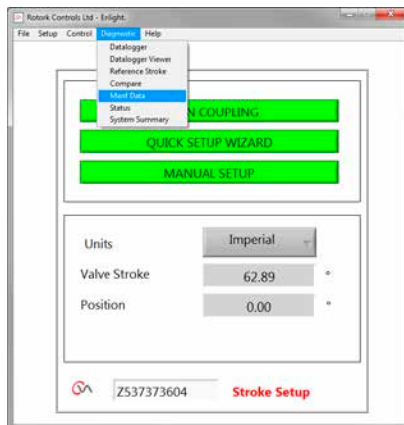 Rotork Controls Ltd - Enlight.
File Setup Control Diagnostic Help
Datalogger
Datalogger Viewer
Reference Stroke
Compare
Manf Data
Status
System Summary
N COUPLING
QUICK SETUP WIZARD
MANUAL SETUP
Units Imperial
Valve Stroke 62.89 °
Position 0.00 °
Z537373604 Stroke Setup